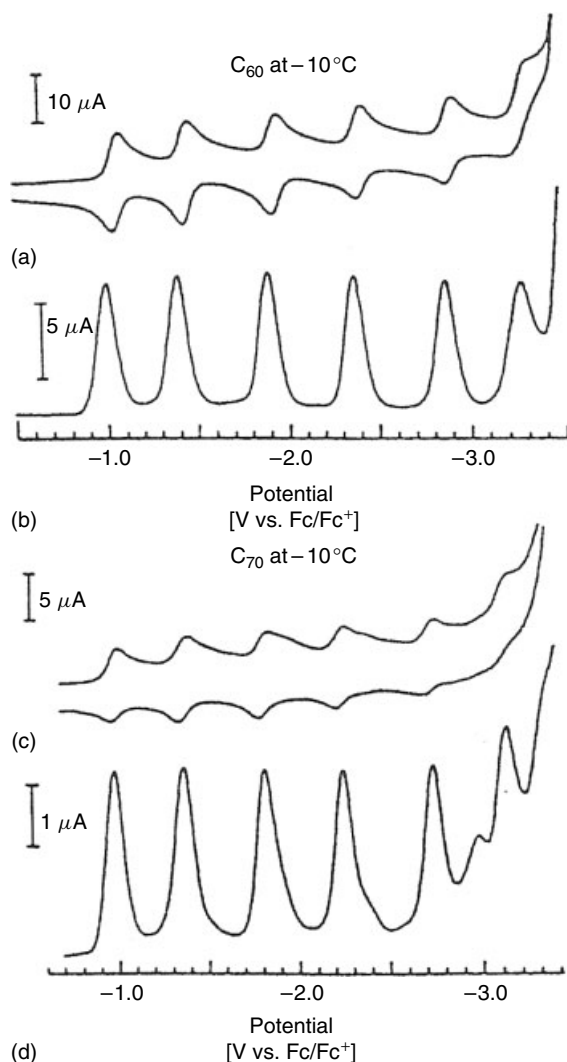 C₆₀ at −10°C
10 μA
(a)
5 μA
−1.0 −2.0 −3.0
Potential
(b) [V vs. Fc/Fc⁺]
C₇₀ at −10°C
5 μA
(c)
1 μA
−1.0 −2.0 −3.0
Potential
(d) [V vs. Fc/Fc⁺]